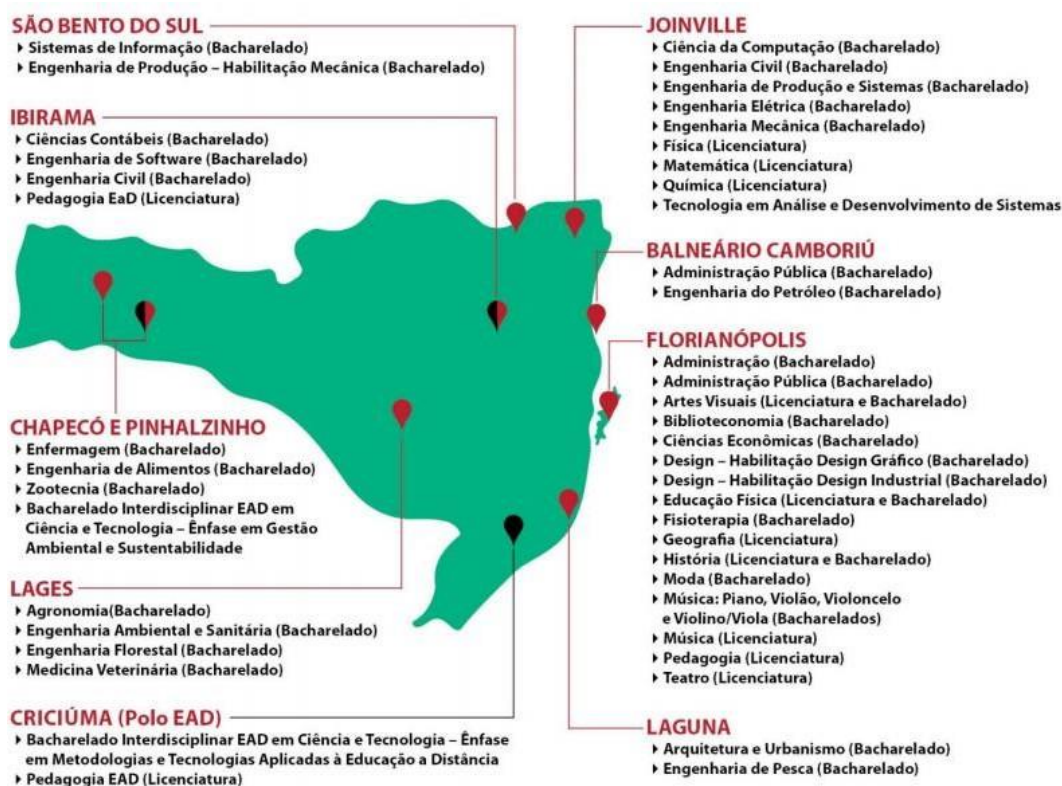 SÃO BENTO DO SUL
Sistemas de Informação (Bacharelado)
Engenharia de Produção – Habilitação Mecânica (Bacharelado)
IBIRAMA
Ciências Contábeis (Bacharelado)
Engenharia de Software (Bacharelado)
Engenharia Civil (Bacharelado)
Pedagogia EaD (Licenciatura)
CHAPECÓ E PINHALZINHO
Enfermagem (Bacharelado)
Engenharia de Alimentos (Bacharelado)
Zootecnia (Bacharelado)
Bacharelado Interdisciplinar EAD em
Ciência e Tecnologia – Ênfase em Gestão
Ambiental e Sustentabilidade
LAGES
Agronomia(Bacharelado)
Engenharia Ambiental e Sanitária (Bacharelado)
Engenharia Florestal (Bacharelado)
Medicina Veterinária (Bacharelado)
CRICIÚMA (Polo EAD)
Bacharelado Interdisciplinar EAD em Ciência e Tecnologia – Ênfase
em Metodologias e Tecnologias Aplicadas à Educação a Distância
Pedagogia EAD (Licenciatura)
JOINVILLE
Ciência da Computação (Bacharelado)
Engenharia Civil (Bacharelado)
Engenharia de Produção e Sistemas (Bacharelado)
Engenharia Elétrica (Bacharelado)
Engenharia Mecânica (Bacharelado)
Física (Licenciatura)
Matemática (Licenciatura)
Química (Licenciatura)
Tecnologia em Análise e Desenvolvimento de Sistemas
BALNEÁRIO CAMBORIÚ
Administração Pública (Bacharelado)
Engenharia do Petróleo (Bacharelado)
FLORIANÓPOLIS
Administração (Bacharelado)
Administração Pública (Bacharelado)
Artes Visuais (Licenciatura e Bacharelado)
Biblioteconomia (Bacharelado)
Ciências Econômicas (Bacharelado)
Design – Habilitação Design Gráfico (Bacharelado)
Design – Habilitação Design Industrial (Bacharelado)
Educação Física (Licenciatura e Bacharelado)
Fisioterapia (Bacharelado)
Geografia (Licenciatura)
História (Licenciatura e Bacharelado)
Moda (Bacharelado)
Música: Piano, Violão, Violoncelo
e Violino/Viola (Bacharelados)
Música (Licenciatura)
Pedagogia (Licenciatura)
Teatro (Licenciatura)
LAGUNA
Arquitetura e Urbanismo (Bacharelado)
Engenharia de Pesca (Bacharelado)